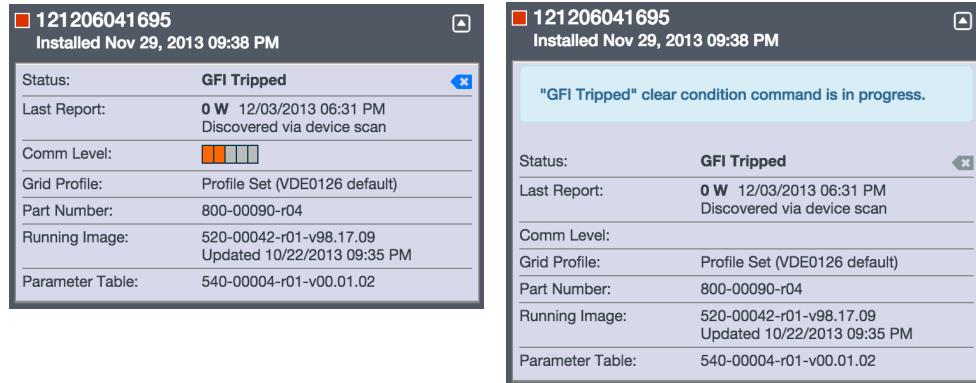 121206041695
Installed Nov 29, 2013 09:38 PM
Status: GFI Tripped
Last Report: 0 W 12/03/2013 06:31 PM
Discovered via device scan
Comm Level:
Grid Profile: Profile Set (VDE0126 default)
Part Number: 800-00090-r04
Running Image: 520-00042-r01-v98.17.09
Updated 10/22/2013 09:35 PM
Parameter Table: 540-00004-r01-v00.01.02
121206041695
Installed Nov 29, 2013 09:38 PM
"GFI Tripped" clear condition command is in progress.
Status: GFI Tripped
Last Report: 0 W 12/03/2013 06:31 PM
Discovered via device scan
Comm Level:
Grid Profile: Profile Set (VDE0126 default)
Part Number: 800-00090-r04
Running Image: 520-00042-r01-v98.17.09
Updated 10/22/2013 09:35 PM
Parameter Table: 540-00004-r01-v00.01.02